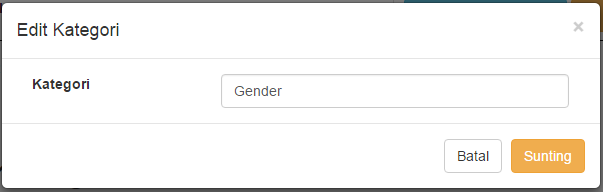 Edit Kategori
×
Kategori
Gender
Batal
Sunting